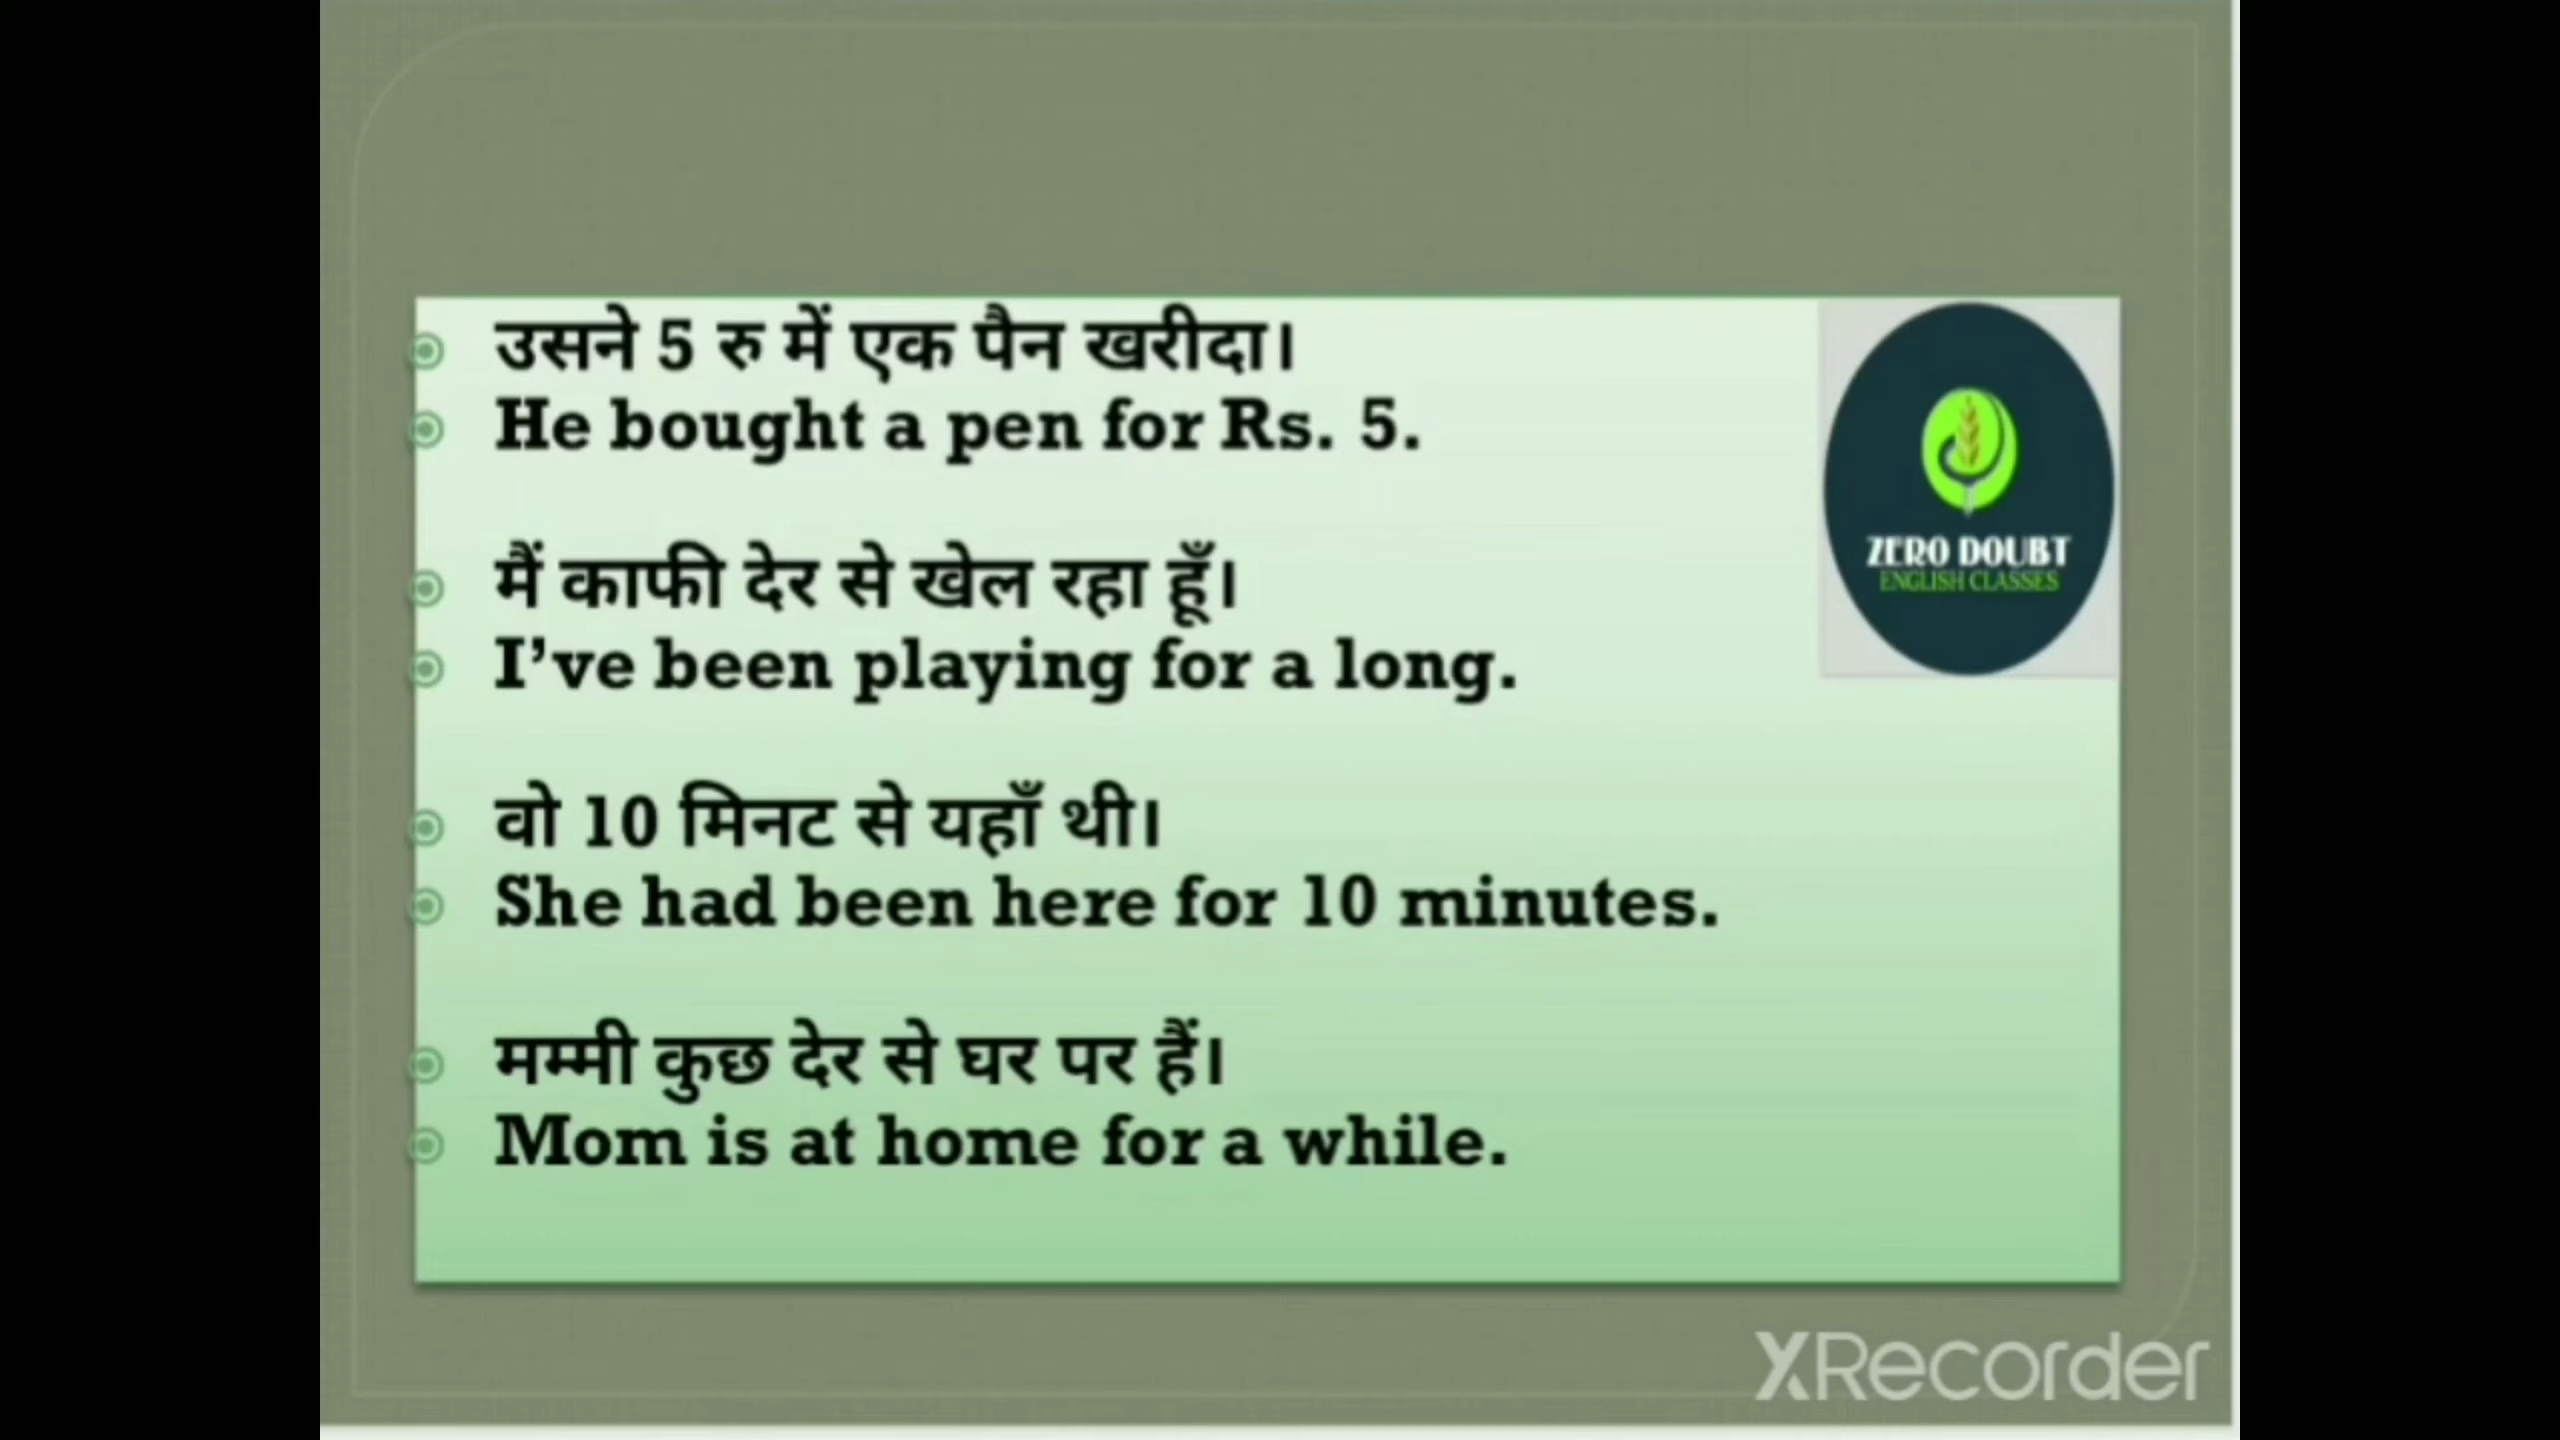 उसने 5 रु में एक पैन खरीदा।
He bought a pen for Rs. 5.
मैं काफी देर से खेल रहा हूँ।
I've been playing for a long.
वो 10 मिनट से यहाँ थी।
She had been here for 10 minutes.
मम्मी कुछ देर से घर पर हैं।
Mom is at home for a while.
ZERO DOUBT
ENGLISH CLASSES
XRecorder